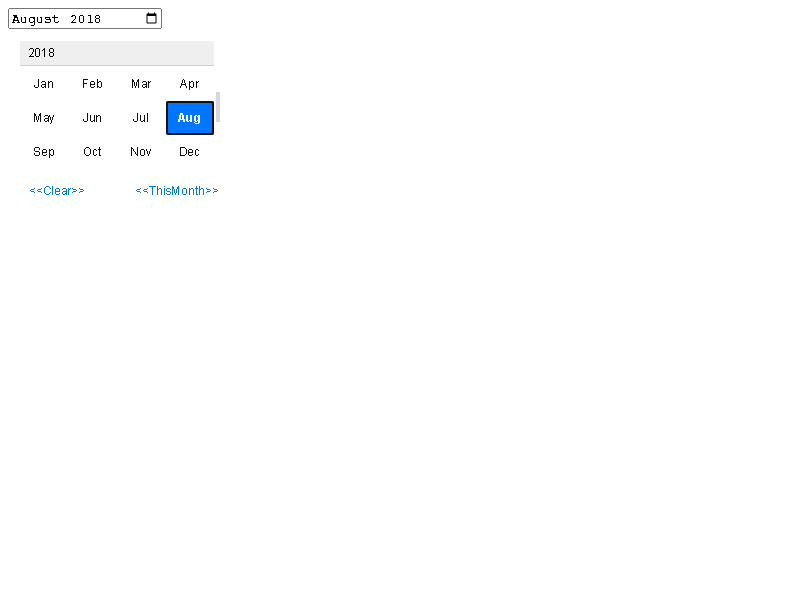 August 2018
2018
Jan Feb Mar Apr
May Jun Jul Aug
Sep Oct Nov Dec
<<Clear>> <<ThisMonth>>